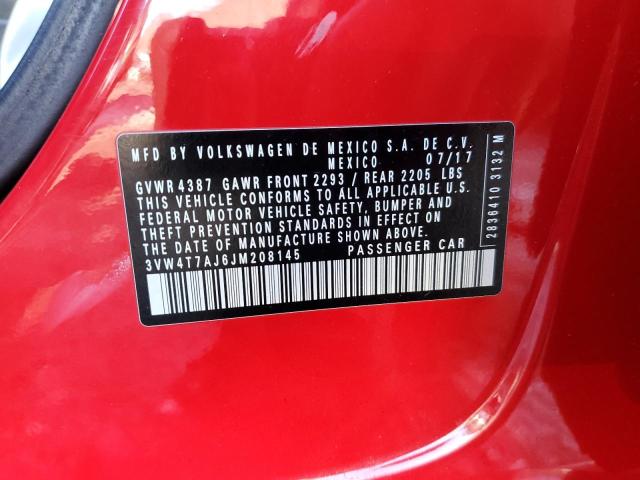 MFD BY VOLKSWAGEN DE MEXICO S.A. DE C.V.
MEXICO 07/17
GVWR 4387 GAWR FRONT 2293 / REAR 2205 LBS
THIS VEHICLE CONFORMS TO ALL APPLICABLE U.S.
FEDERAL MOTOR VEHICLE SAFETY, BUMPER AND
THEFT PREVENTION STANDARDS IN EFFECT ON
THE DATE OF MANUFACTURE SHOWN ABOVE.
3VW4T7AJ6JM208145 PASSENGER CAR
2836410 3132 M